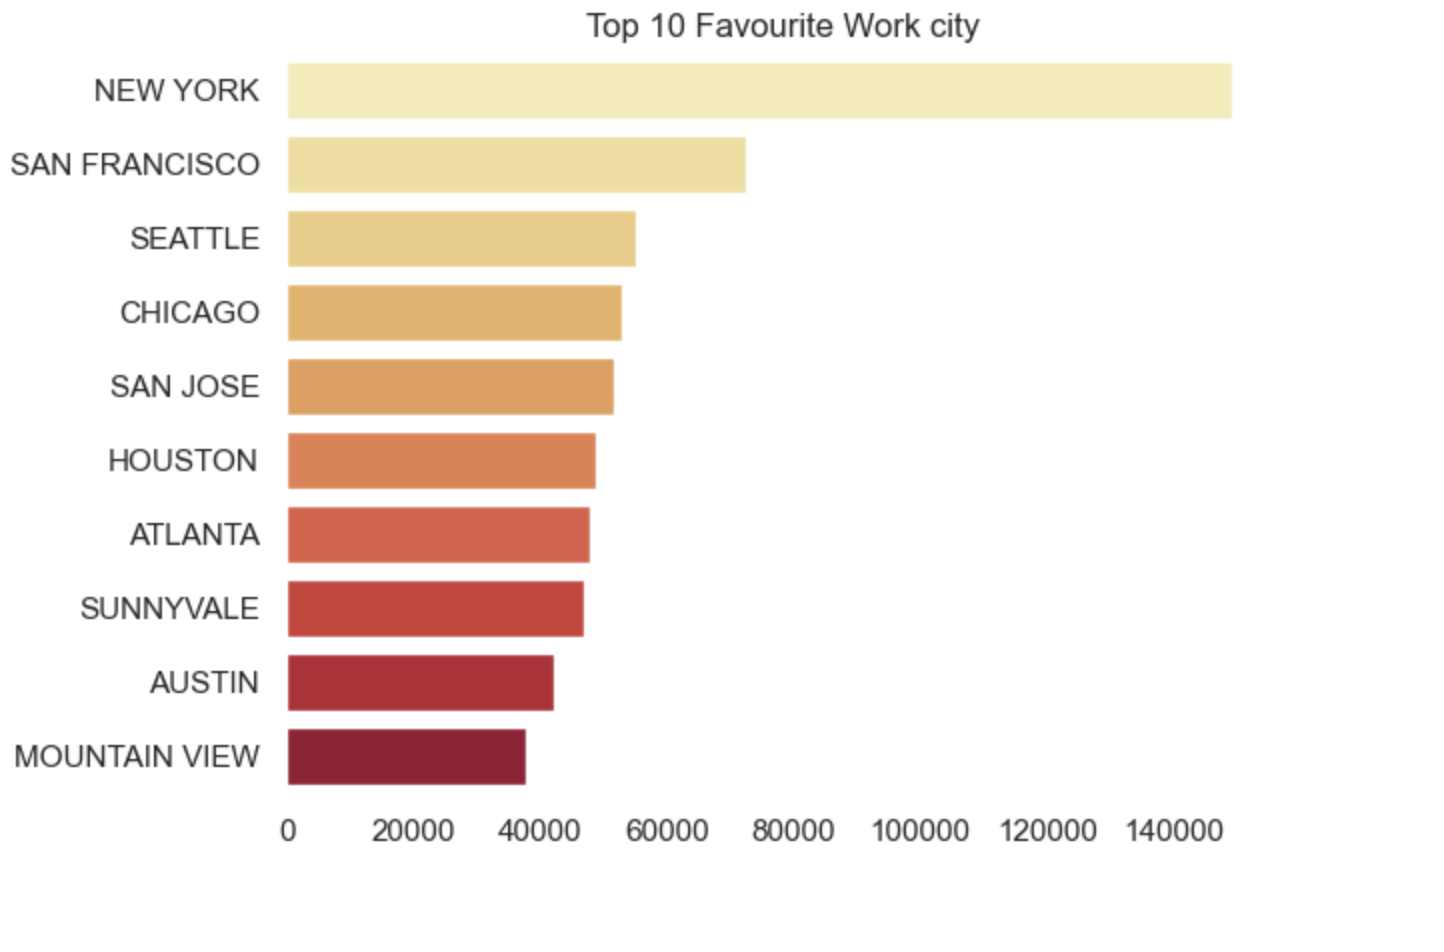 Top 10 Favourite Work city
NEW YORK
SAN FRANCISCO
SEATTLE
CHICAGO
SAN JOSE
HOUSTON
ATLANTA
SUNNYVALE
AUSTIN
MOUNTAIN VIEW
0 20000 40000 60000 80000 100000 120000 140000